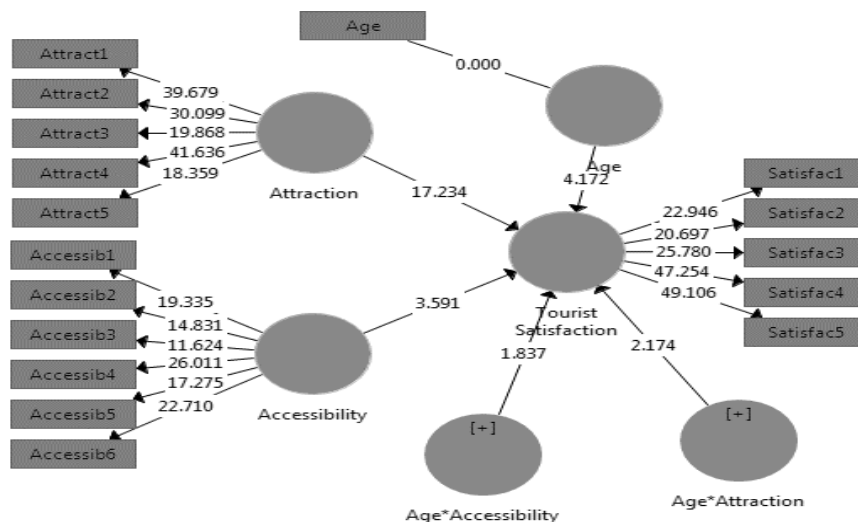 Age
0.000
Age
4.172
Attract1
Attract2
Attract3
Attract4
Attract5
39.679
30.099
19.868
41.636
18.359
Attraction
17.234
Accessib1
Accessib2
Accessib3
Accessib4
Accessib5
Accessib6
19.335
14.831
11.624
26.011
17.275
22.710
Accessibility
3.591
Tourist
Satisfaction
22.946
20.697
25.780
47.254
49.106
Satisfac1
Satisfac2
Satisfac3
Satisfac4
Satisfac5
1.837
2.174
[+]
Age*Accessibility
[+]
Age*Attraction